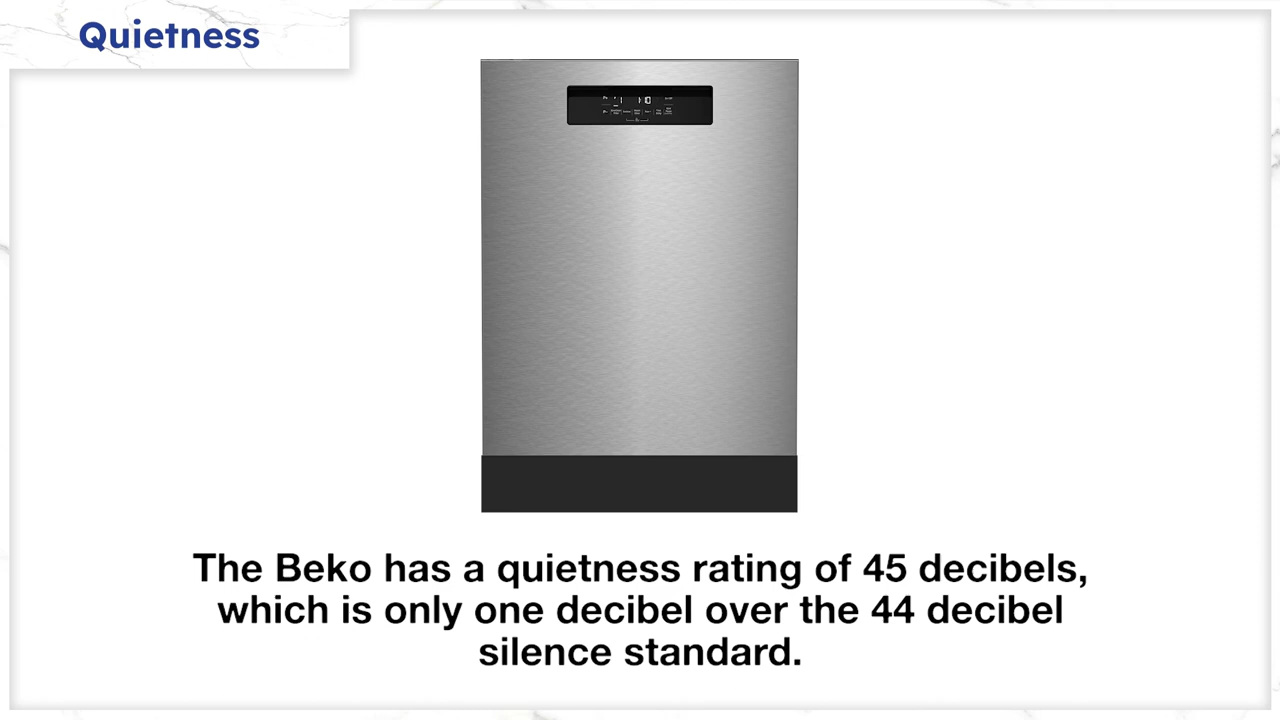 Quietness
The Beko has a quietness rating of 45 decibels,
which is only one decibel over the 44 decibel
silence standard.